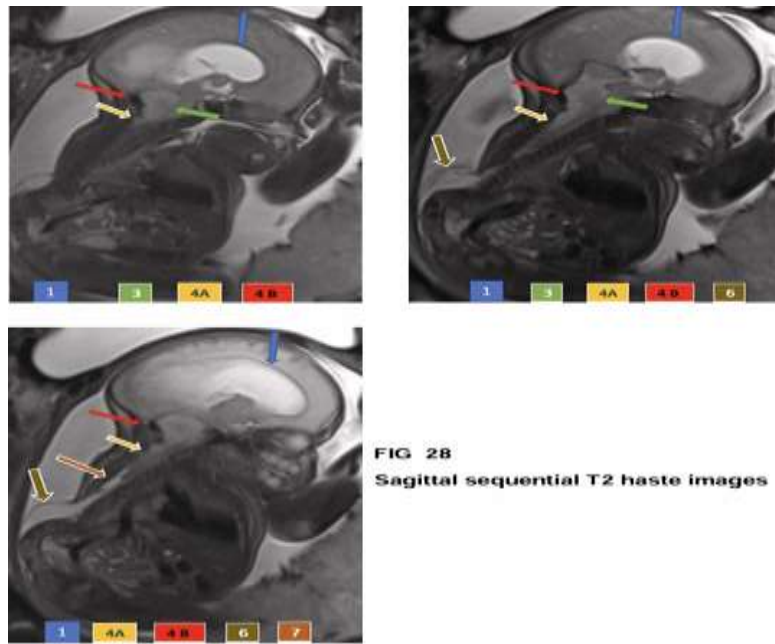 1 3 4A 4 B
1 3 4A 4 B 6
FIG 28
Sagittal sequential T2 haste images
1 4A 4 B 6 7